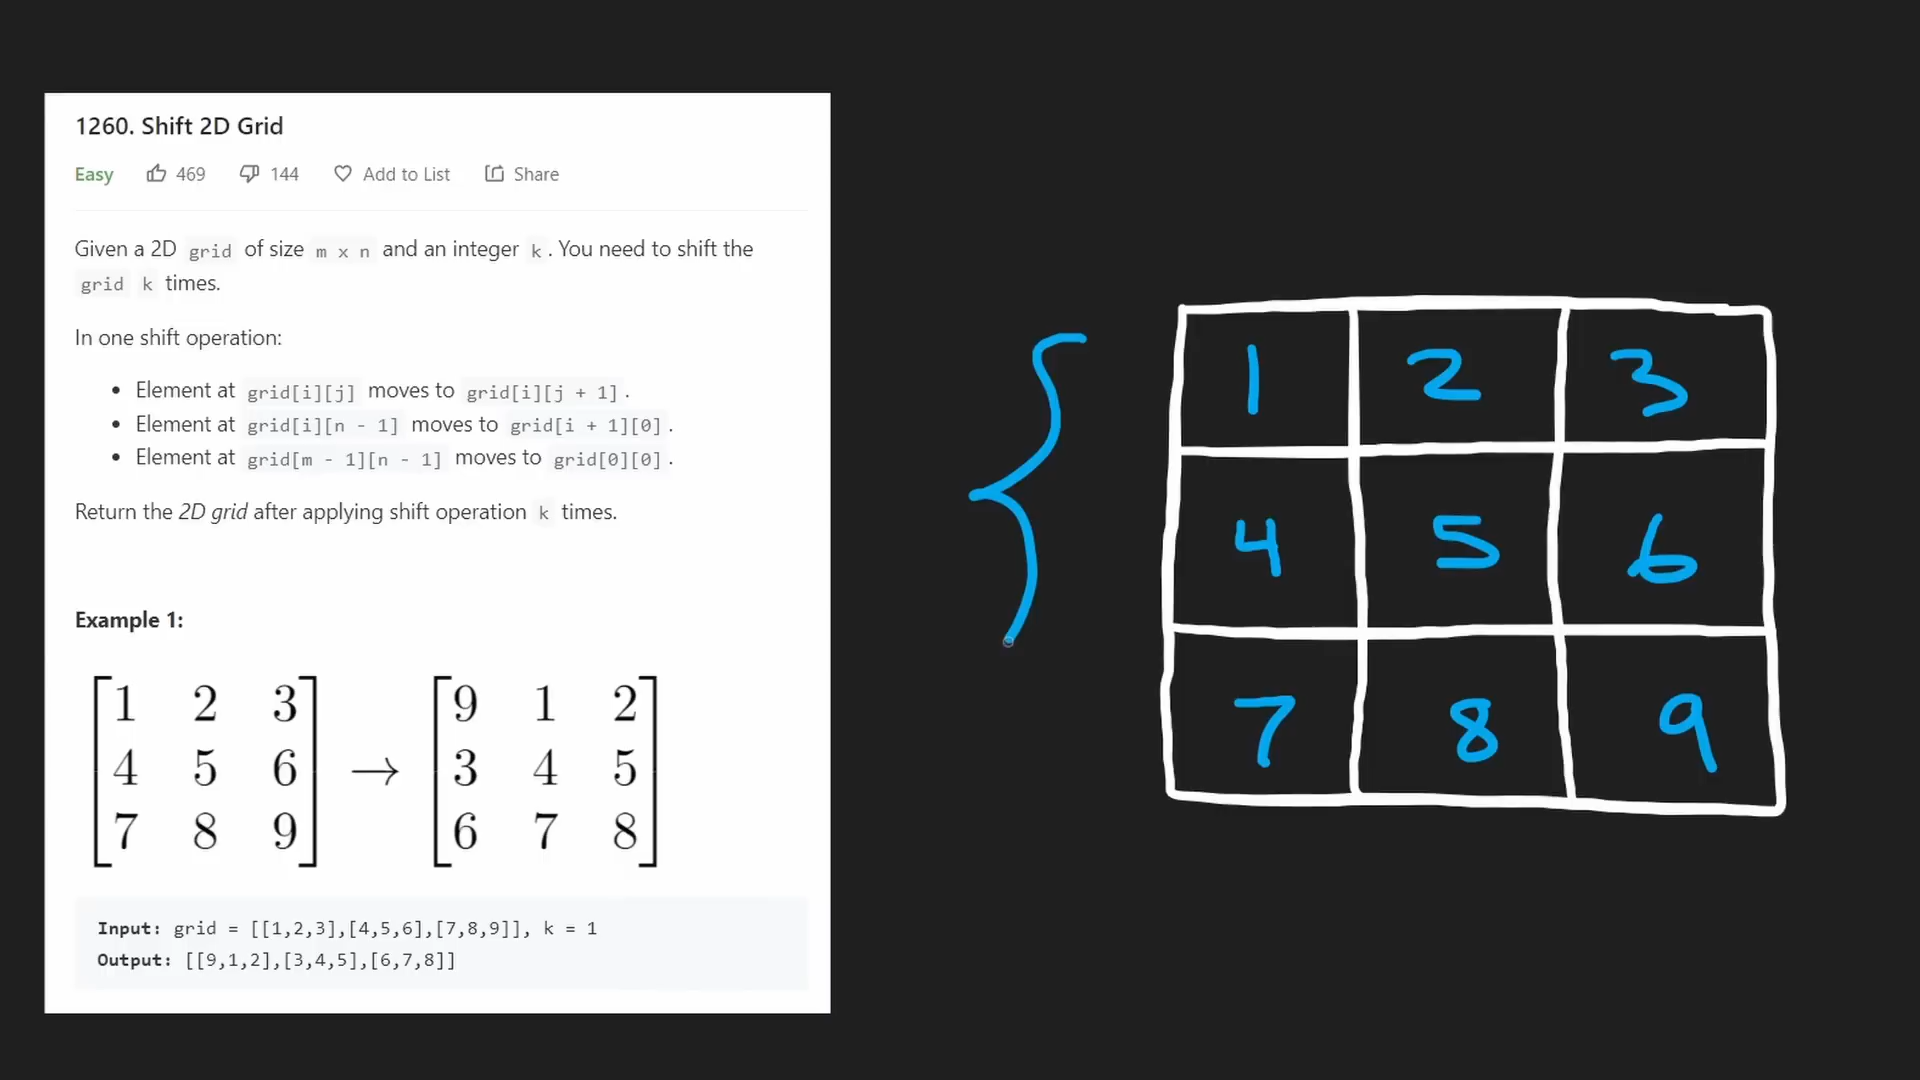 1260. Shift 2D Grid
Easy 469 144 Add to List Share
Given a 2D grid of size m x n and an integer k. You need to shift the
grid k times.
In one shift operation:
• Element at grid[i][j] moves to grid[i][j + 1].
• Element at grid[i][n - 1] moves to grid[i + 1][0].
• Element at grid[m - 1][n - 1] moves to grid[0][0].
Return the 2D grid after applying shift operation k times.
Example 1:
1 2 3 → 9 1 2
4 5 6 3 4 5
7 8 9 6 7 8
Input: grid = [[1,2,3],[4,5,6],[7,8,9]], k = 1
Output: [[9,1,2],[3,4,5],[6,7,8]]
1 2 3
4 5 6
7 8 9